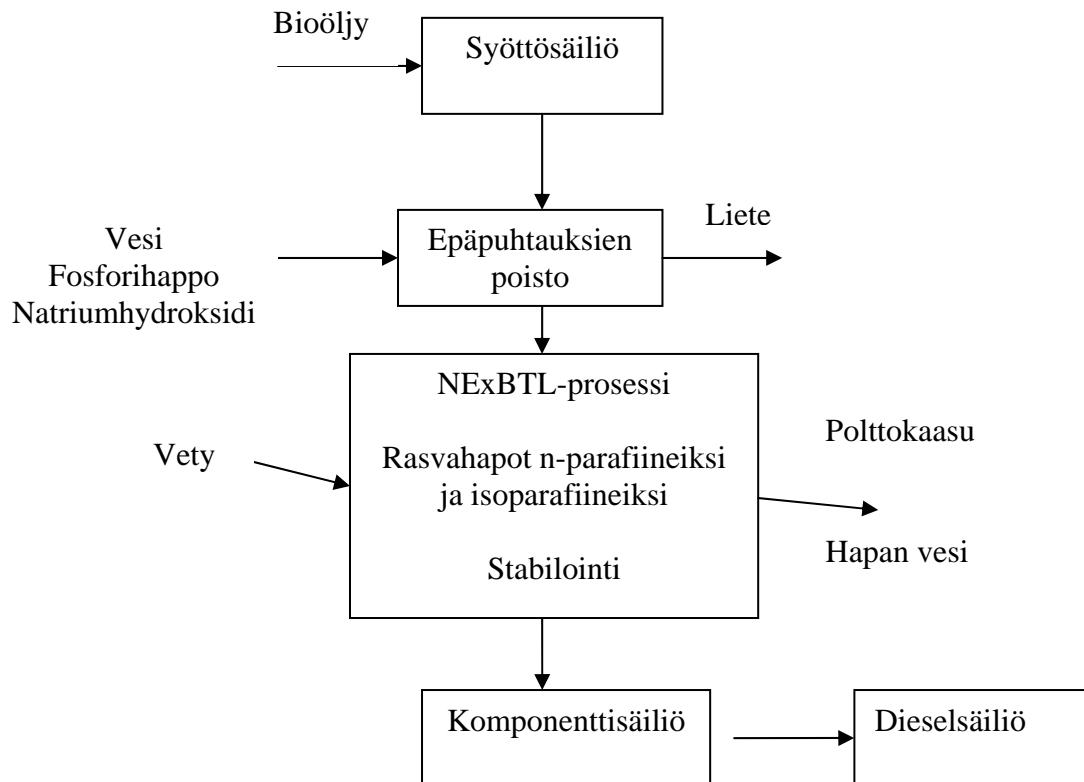 Bioöljy
Syöttösäiliö
Liete
Vesi
Fosforihappo
Natriumhydroksidi
Epäpuhtauksien
poisto
NExBTL-prosessi
Vety
Rasvahapot n-parafiineiksi
ja isoparafiineiksi
Stabilointi
Polttokaasu
Hapan vesi
Komponenttisäiliö
Dieselsäiliö